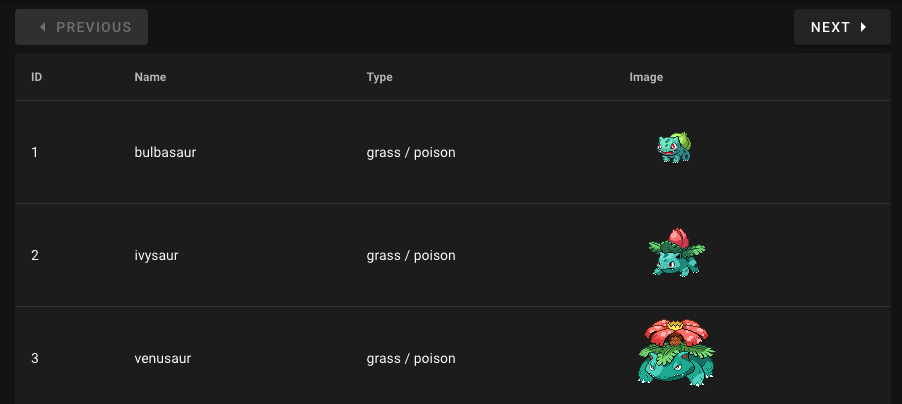 PREVIOUS NEXT
ID Name Type Image
1 bulbasaur grass / poison
2 ivysaur grass / poison
3 venusaur grass / poison